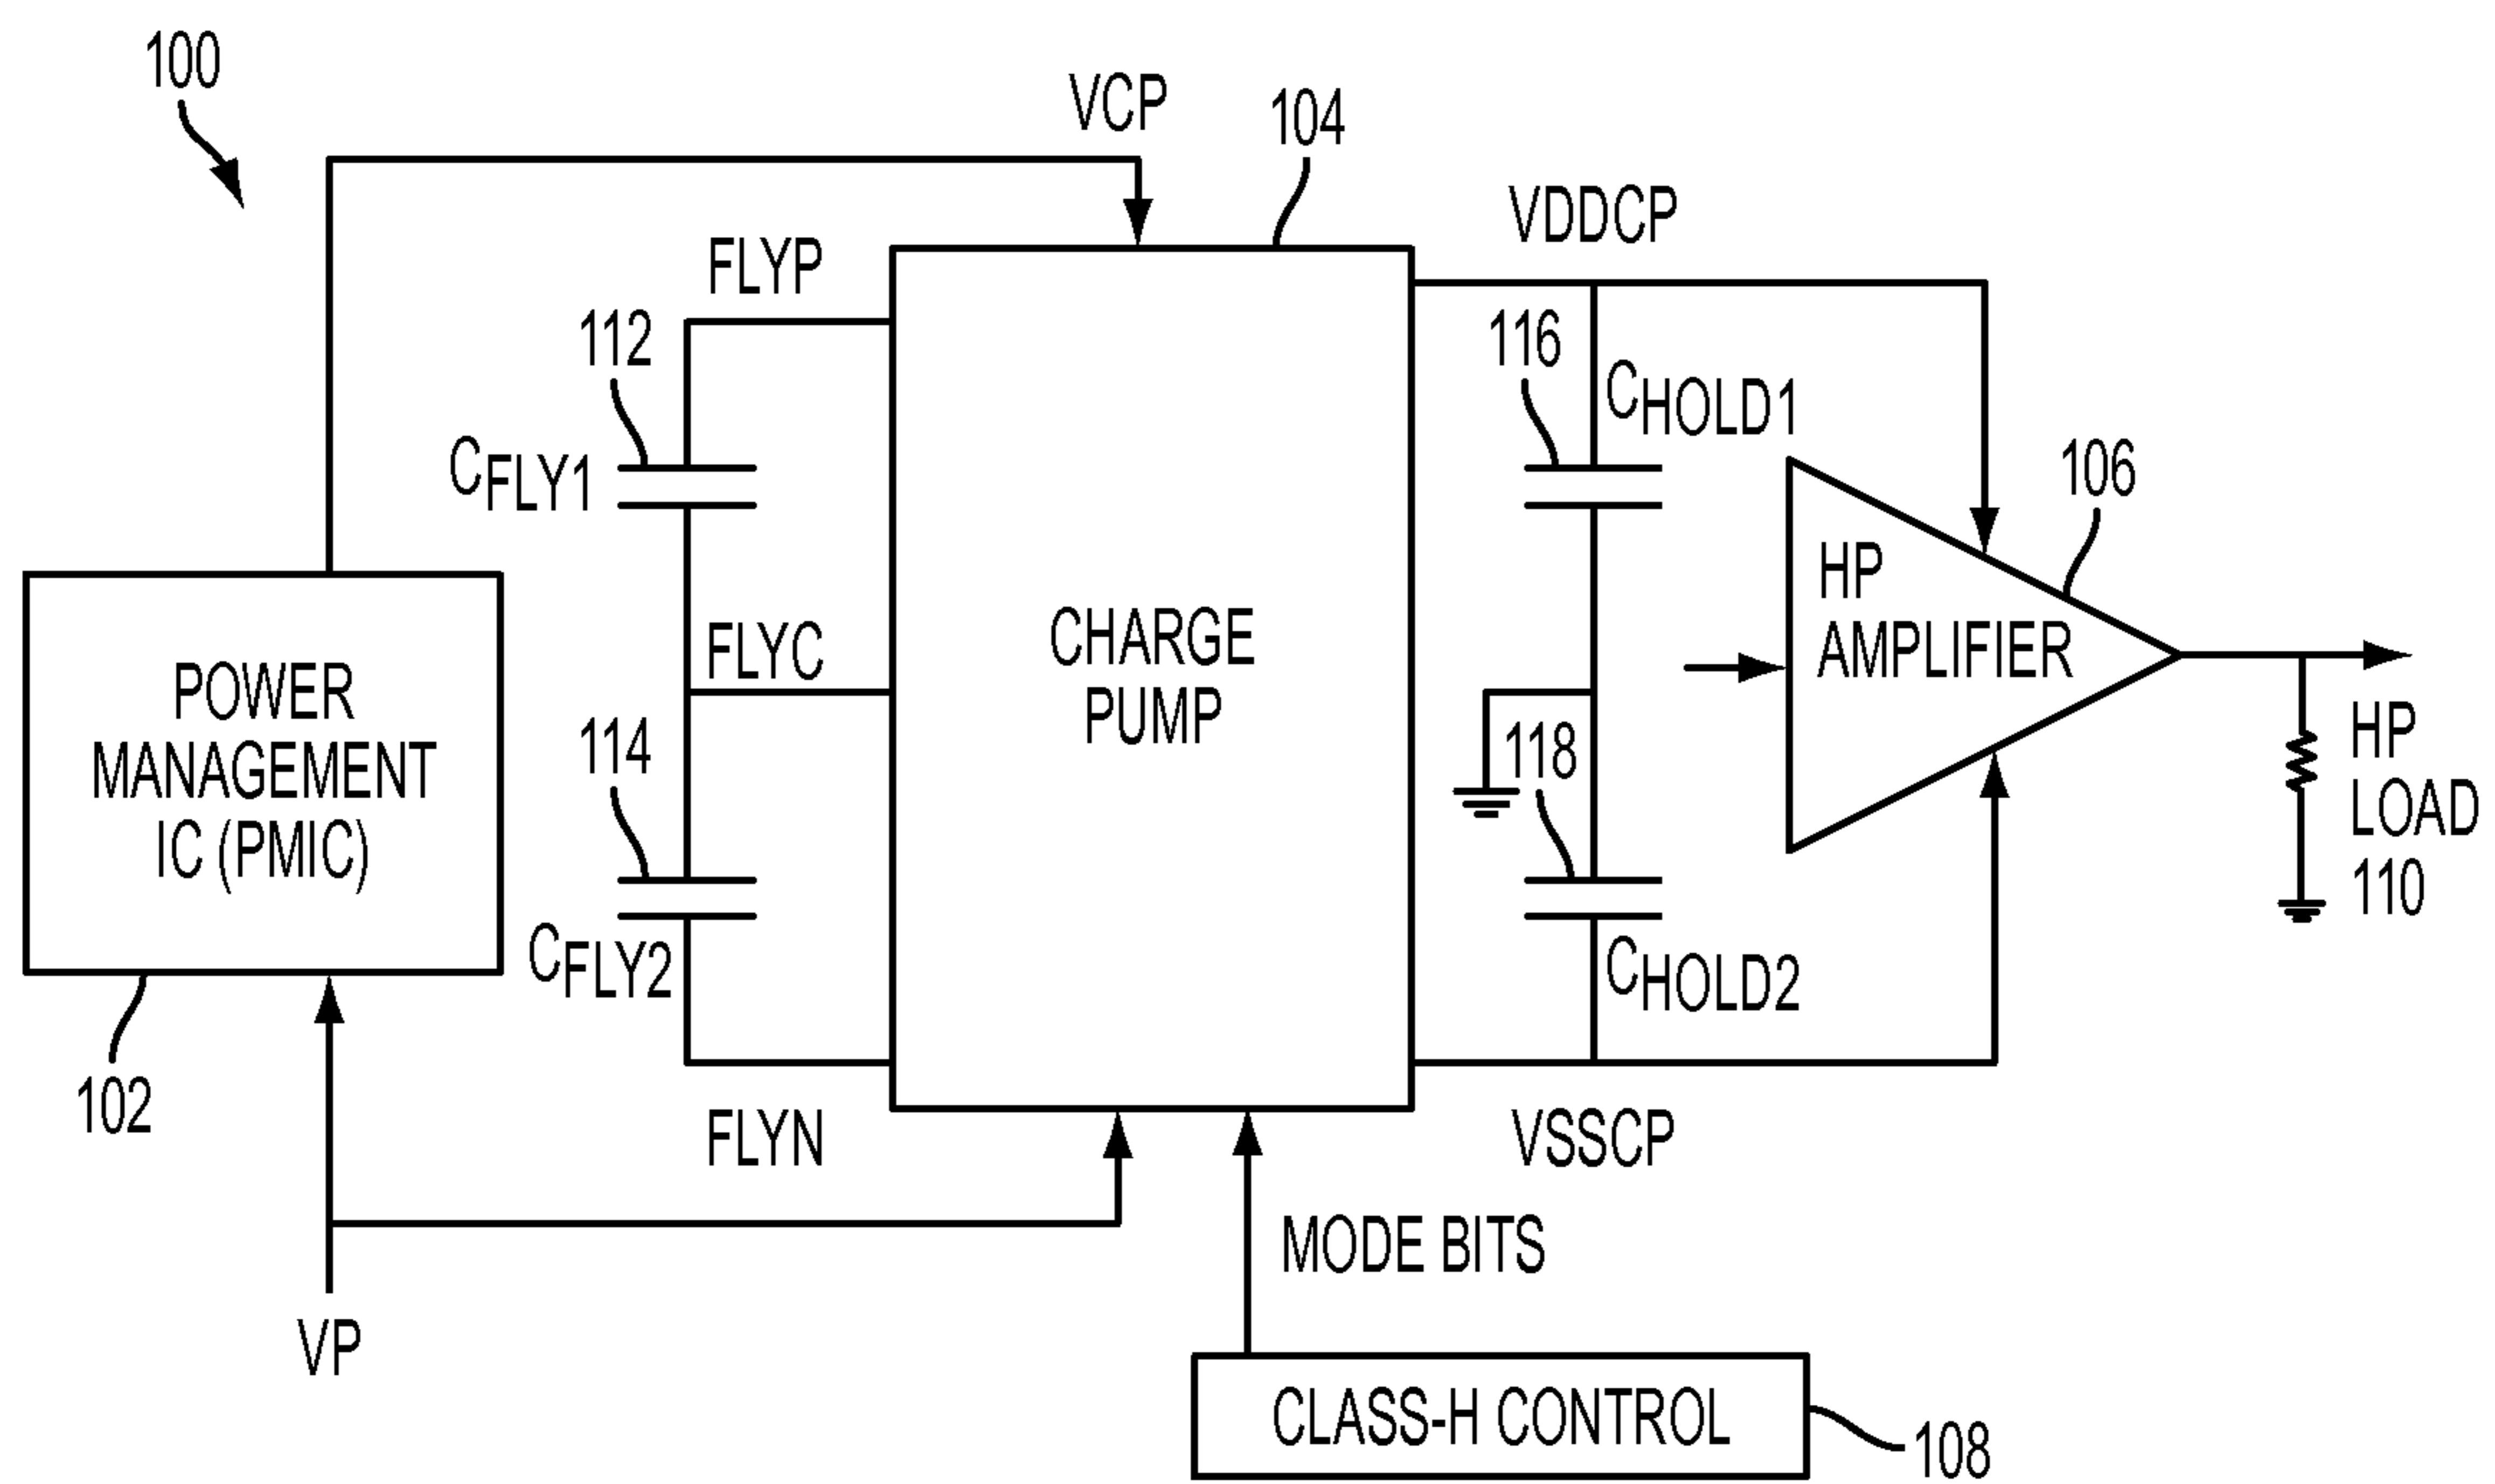 100
VCP
104
VDDCP
FLYP
112
116
CHOLD1
CFLY1
106
HP
AMPLIFIER
FLYC
CHARGE
PUMP
POWER
MANAGEMENT
IC (PMIC)
114
118
HP
LOAD
110
CFLY2
CHOLD2
102
FLYN
VSSCP
MODE BITS
VP
CLASS-H CONTROL
108